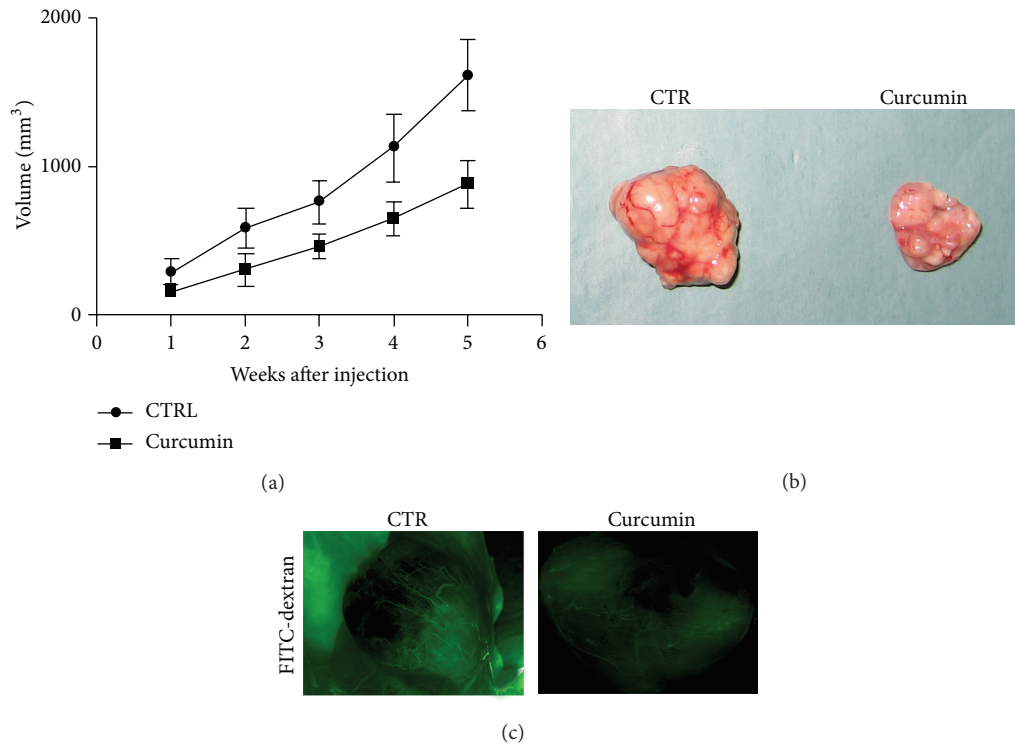 2000
1000
0
Volume (mm³)
0 1 2 3 4 5 6
Weeks after injection
CTRL
Curcumin
(a)
CTR Curcumin
(b)
CTR Curcumin
FITC-dextran
(c)